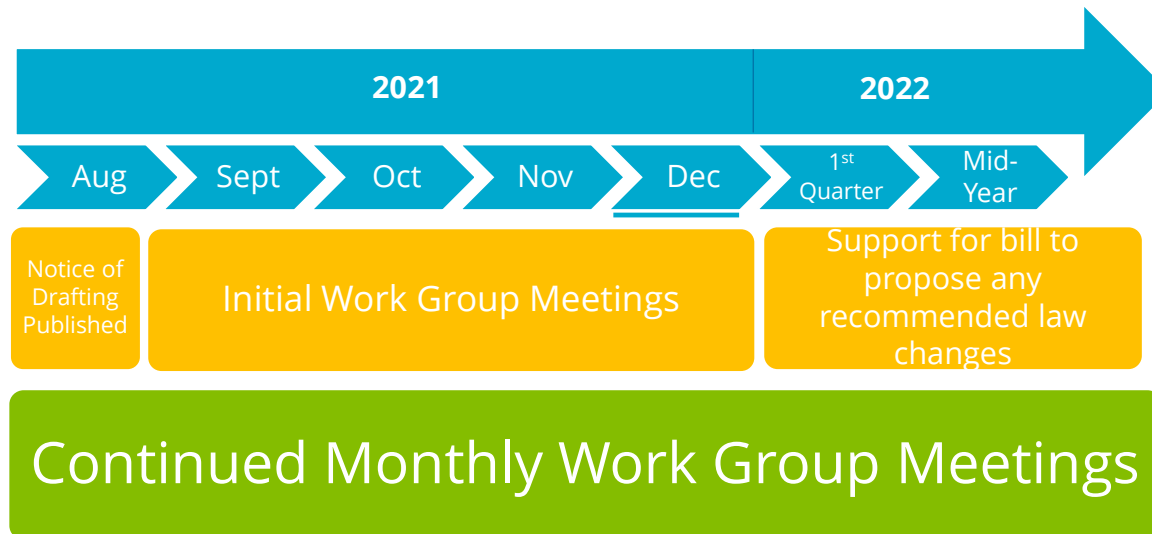 2021
2022
Aug
Sept
Oct
Nov
Dec
1st
Quarter
Mid-
Year
Notice of
Drafting
Published
Initial Work Group Meetings
Support for bill to
propose any
recommended law
changes
Continued Monthly Work Group Meetings